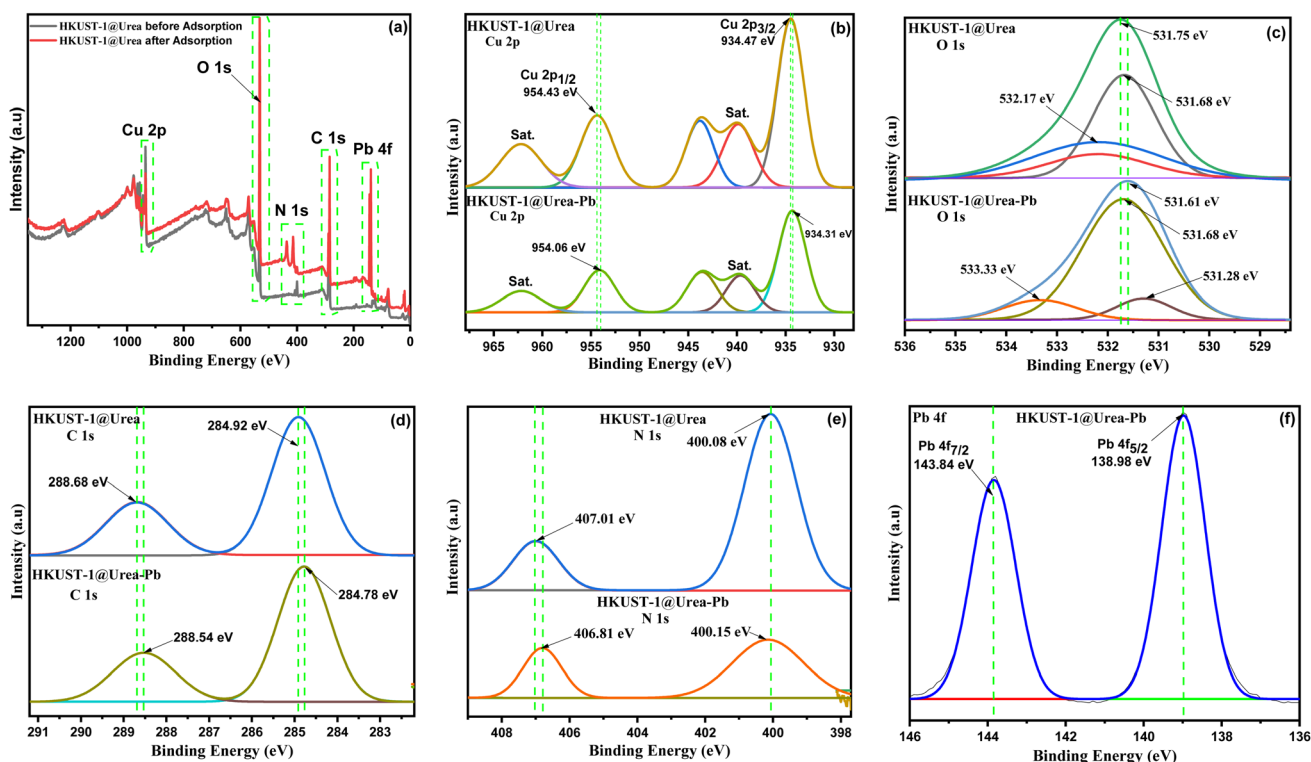 (a)
HKUST-1@Urea before Adsorption
HKUST-1@Urea after Adsorption
O 1s
Cu 2p
C 1s
Pb 4f
N 1s
Intensity (a.u)
1200 1000 800 600 400 200 0
Binding Energy (eV)
(b)
HKUST-1@Urea
Cu 2p
Cu 2p3/2
934.47 eV
Cu 2p1/2
954.43 eV
Sat.
Sat.
HKUST-1@Urea-Pb
Cu 2p
954.06 eV
934.31 eV
Sat.
Sat.
Intensity (a.u)
965 960 955 950 945 940 935 930
Binding Energy (eV)
(c)
HKUST-1@Urea
O 1s
531.75 eV
532.17 eV
531.68 eV
HKUST-1@Urea-Pb
O 1s
531.61 eV
531.68 eV
533.33 eV
531.28 eV
Intensity (a.u)
536 535 534 533 532 531 530 529
Binding Energy (eV)
(d)
HKUST-1@Urea
C 1s
284.92 eV
288.68 eV
HKUST-1@Urea-Pb
C 1s
284.78 eV
288.54 eV
Intensity (a.u)
291 290 289 288 287 286 285 284 283
Binding Energy (eV)
(e)
HKUST-1@Urea
N 1s
400.08 eV
407.01 eV
HKUST-1@Urea-Pb
N 1s
406.81 eV
400.15 eV
Intensity (a.u)
408 406 404 402 400 398
Binding Energy (eV)
(f)
Pb 4f
HKUST-1@Urea-Pb
Pb 4f7/2
143.84 eV
Pb 4f5/2
138.98 eV
Intensity (a.u)
146 144 142 140 138 136
Binding Energy (eV)